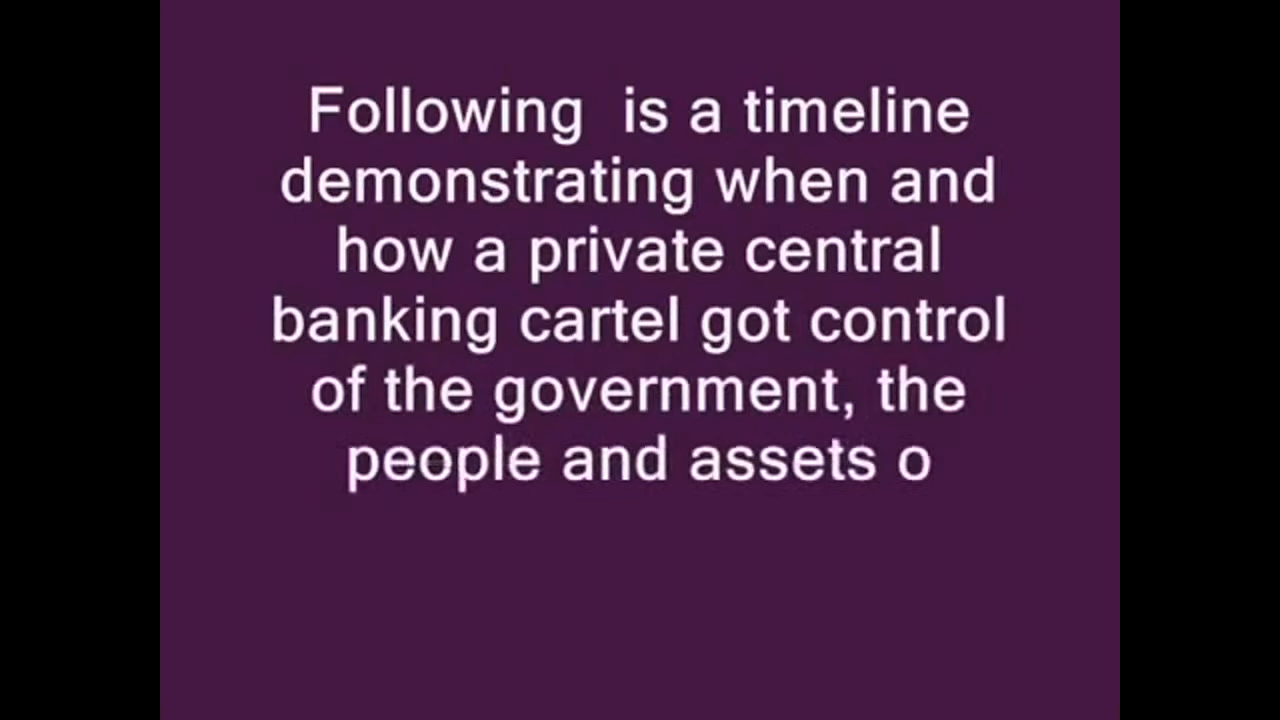 Following  is a timeline
demonstrating when and
how a private central
banking cartel got control
of the government, the
people and assets o